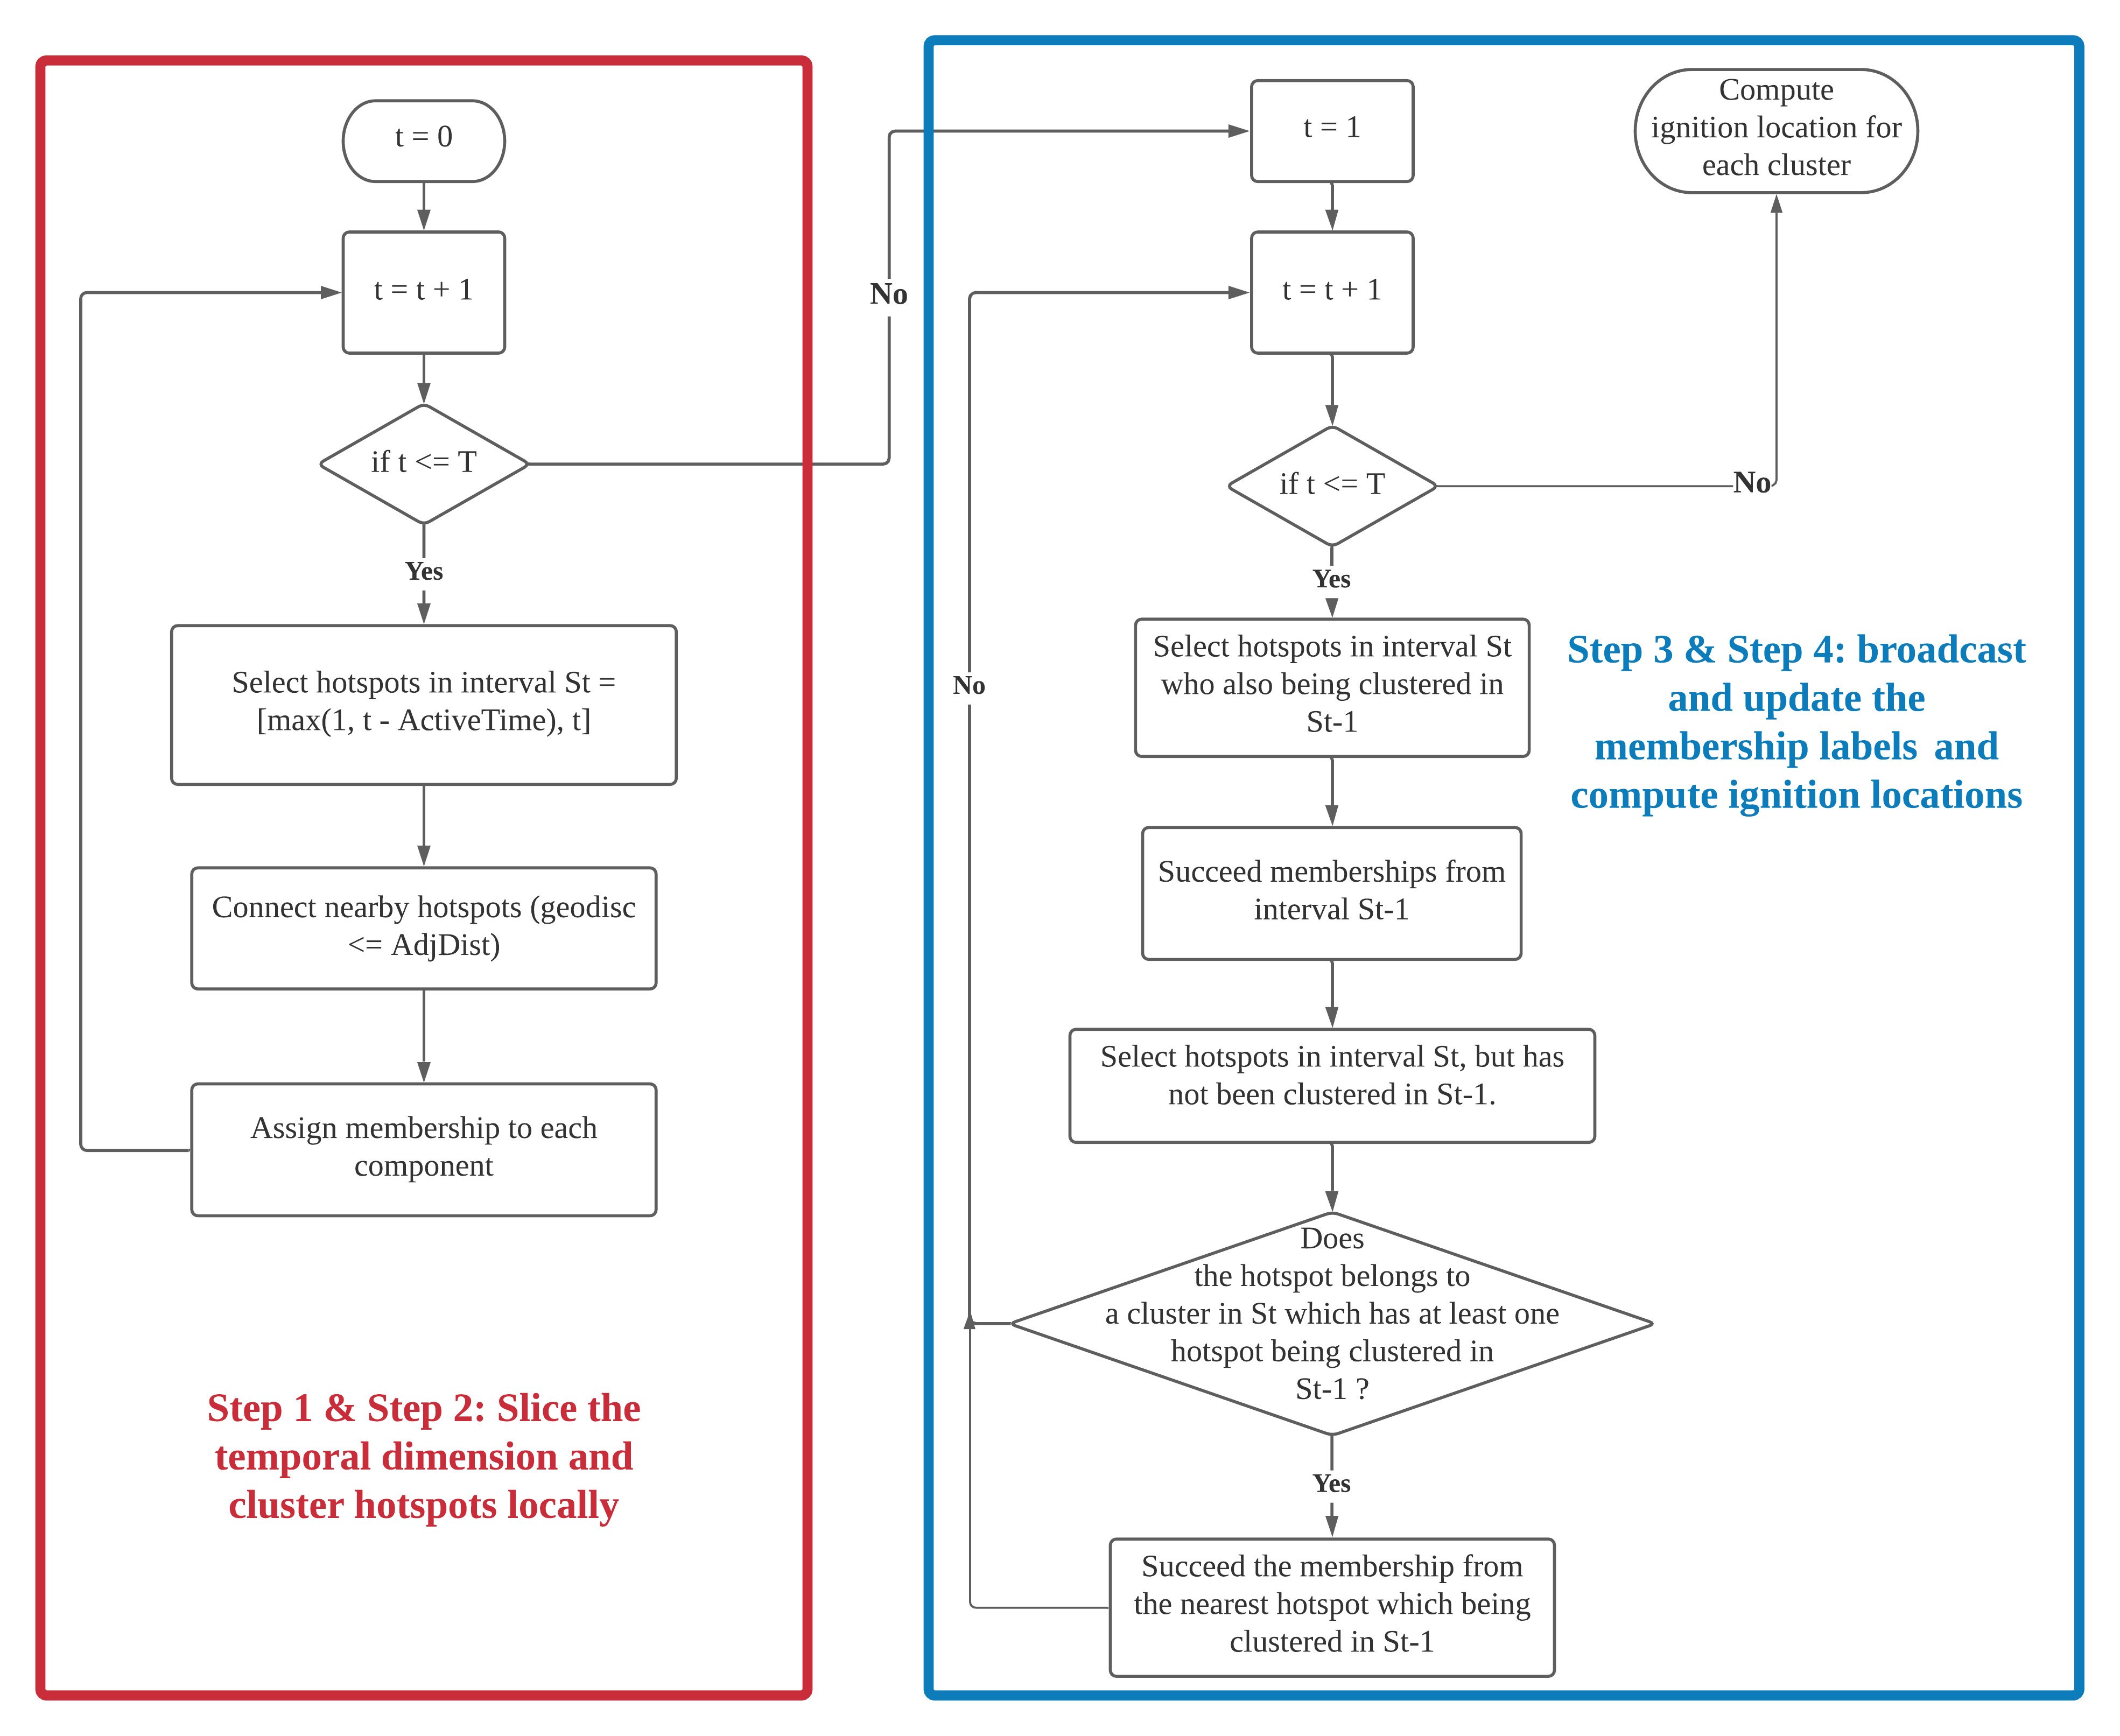 t = 0
t = t + 1
if t <= T
Yes
Select hotspots in interval St =
[max(1, t - ActiveTime), t]
Connect nearby hotspots (geodisc
<= AdjDist)
Assign membership to each
component
Step 1 & Step 2: Slice the
temporal dimension and
cluster hotspots locally
No
t = 1
t = t + 1
if t <= T
No
Compute
ignition location for
each cluster
Yes
Select hotspots in interval St
who also being clustered in
St-1
Succeed memberships from
interval St-1
Select hotspots in interval St, but has
not been clustered in St-1.
Does
the hotspot belongs to
a cluster in St which has at least one
hotspot being clustered in
St-1 ?
No
Yes
Succeed the membership from
the nearest hotspot which being
clustered in St-1
Step 3 & Step 4: broadcast
and update the
membership labels and
compute ignition locations